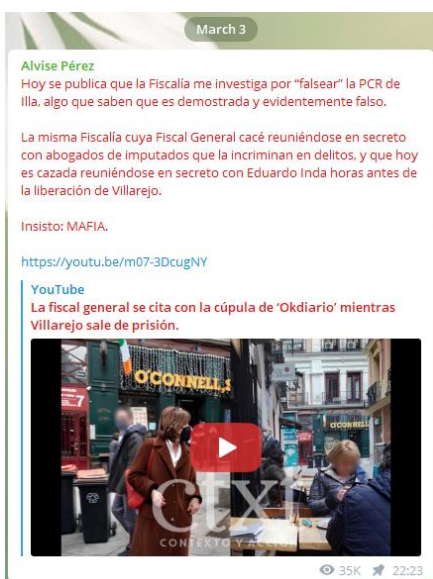 March 3
Alvise Pérez
Hoy se publica que la Fiscalía me investiga por “falsear” la PCR de
Illa, algo que saben que es demostrada y evidentemente falso.
La misma Fiscalía cuya Fiscal General cacé reuniéndose en secreto
con abogados de imputados que la incriminan en delitos, y que hoy
es cazada reuniéndose en secreto con Eduardo Inda horas antes de
la liberación de Villarejo.
Insisto: MAFIA.
https://youtu.be/m07-3DcugNY
YouTube
La fiscal general se cita con la cúpula de ‘Okdiario’ mientras
Villarejo sale de prisión.
O'CONNELL,S
O'CONNELL
7
ctxt
CONTEXTO Y ACCIÓN
35K 22:23